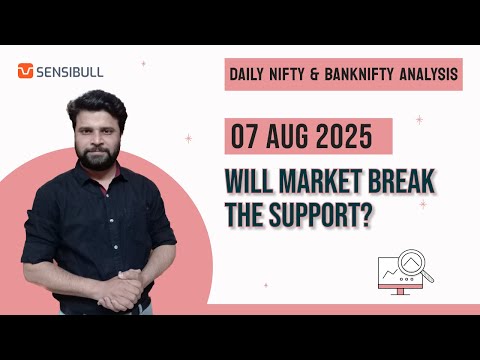 SENSIBULL
DAILY NIFTY & BANKNIFTY ANALYSIS
07 AUG 2025
WILL MARKET BREAK
THE SUPPORT?